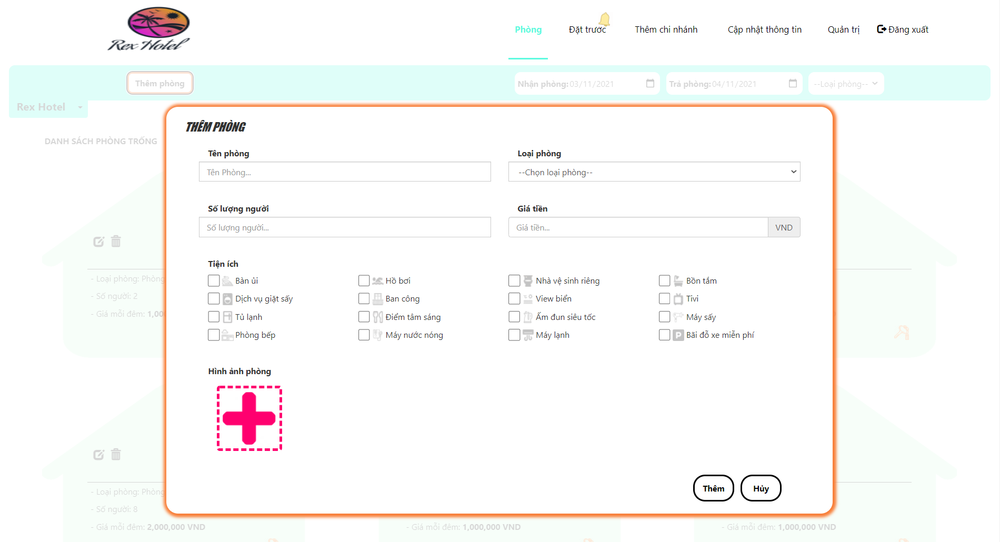 Rex Hotel
Phòng
Đặt trước
Thêm chi nhánh
Cập nhật thông tin
Quản trị
Đăng xuất
Thêm phòng
Nhận phòng: 03/11/2021
Trả phòng: 04/11/2021
--Loại phòng--
Rex Hotel
DANH SÁCH PHÒNG TRỐNG
THÊM PHÒNG
Tên phòng
Loại phòng
Tên Phòng...
--Chọn loại phòng--
Số lượng người
Giá tiền
Số lượng người...
Giá tiền...
VND
Tiện ích
Bàn ủi
Hồ bơi
Nhà vệ sinh riêng
Bồn tắm
Dịch vụ giặt sấy
Ban công
View biển
Tivi
Tủ lạnh
Điểm tâm sáng
Ấm đun siêu tốc
Máy sấy
Phòng bếp
Máy nước nóng
Máy lạnh
P
Bãi đỗ xe miễn phí
Hình ảnh phòng
Thêm
Hủy
- Loại phòng: Phòng
- Số người: 2
- Giá mỗi đêm: 1,00
- Loại phòng: Phòng
- Số người: 8
- Giá mỗi đêm: 2,000,000 VND
- Giá mỗi đêm: 1,000,000 VND
- Giá mỗi đêm: 1,000,000 VND